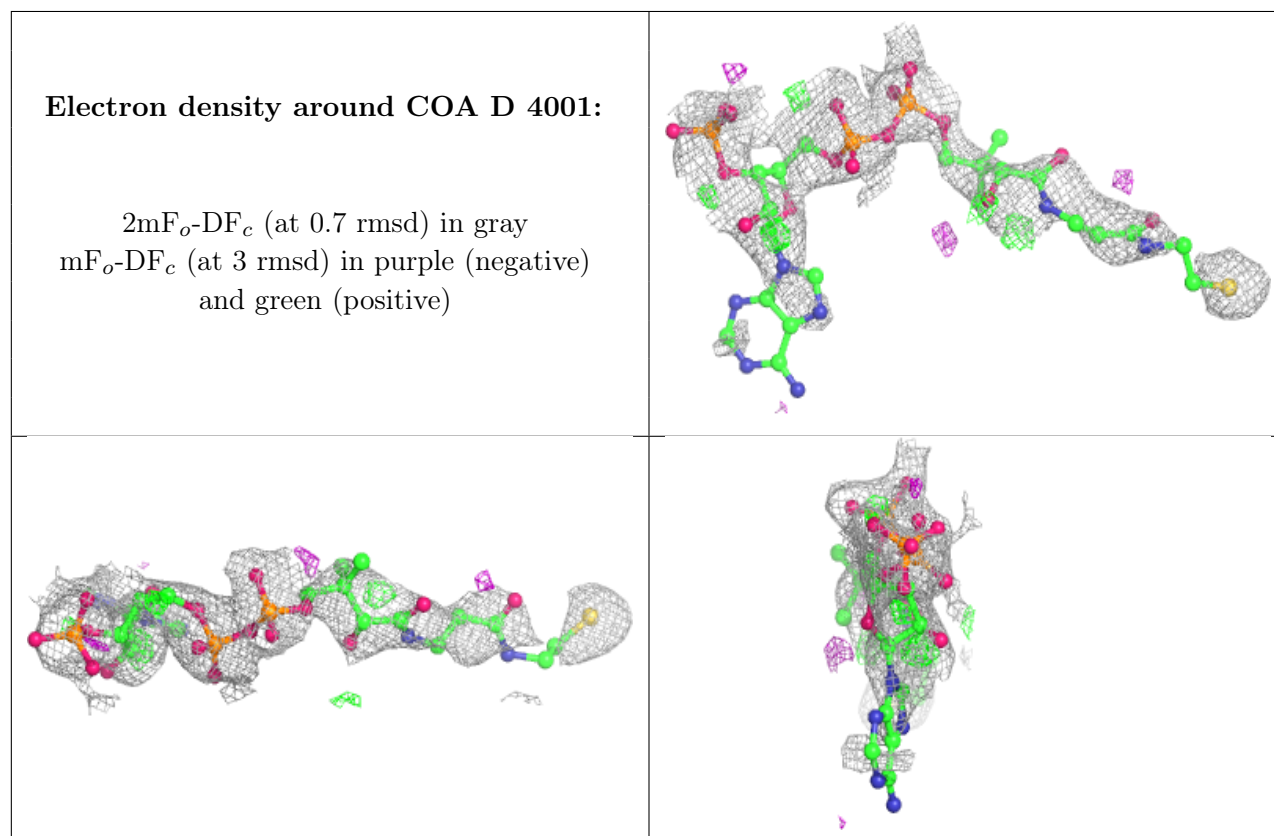 Electron density around COA D 4001:
2mFo-DFc (at 0.7 rmsd) in gray
mFo-DFc (at 3 rmsd) in purple (negative)
and green (positive)